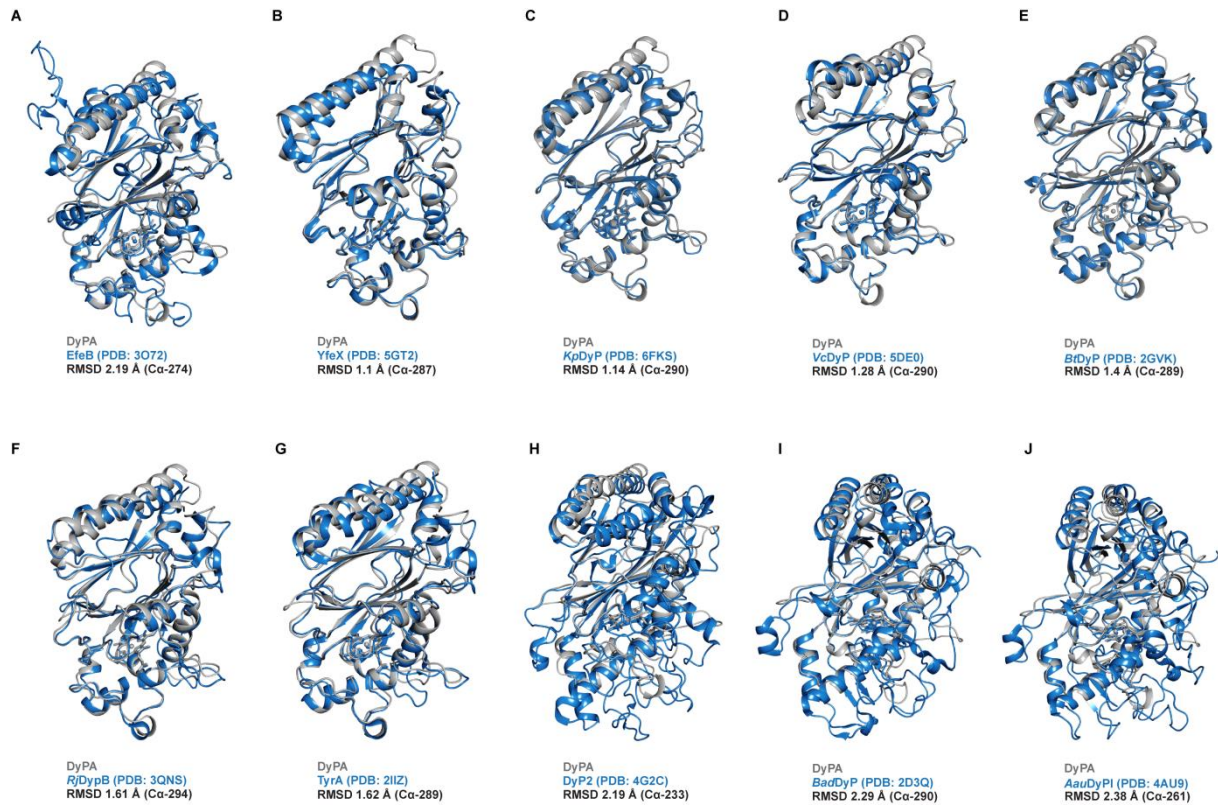 A
B
C
D
E
DyPA
EfeB (PDB: 3O72)
RMSD 2.19 Å (Cα-274)
DyPA
YfeX (PDB: 5GT2)
RMSD 1.1 Å (Cα-287)
DyPA
KpDyP (PDB: 6FKS)
RMSD 1.14 Å (Cα-290)
DyPA
VcDyP (PDB: 5DE0)
RMSD 1.28 Å (Cα-290)
DyPA
BtDyP (PDB: 2GVK)
RMSD 1.4 Å (Cα-289)
F
G
H
I
J
DyPA
RjDypB (PDB: 3QNS)
RMSD 1.61 Å (Cα-294)
DyPA
TyrA (PDB: 2IIZ)
RMSD 1.62 Å (Cα-289)
DyPA
DyP2 (PDB: 4G2C)
RMSD 2.19 Å (Cα-233)
DyPA
BadDyP (PDB: 2D3Q)
RMSD 2.29 Å (Cα-290)
DyPA
AauDyPI (PDB: 4AU9)
RMSD 2.38 Å (Cα-261)